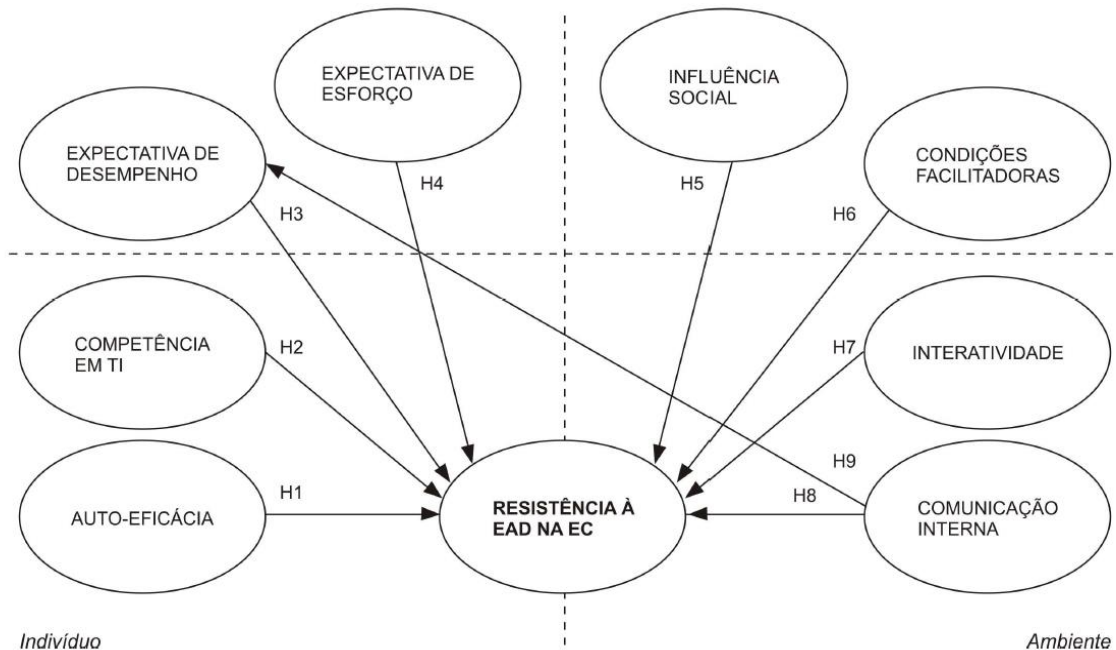 EXPECTATIVA DE
ESFORÇO
INFLUÊNCIA
SOCIAL
EXPECTATIVA DE
DESEMPENHO
CONDIÇÕES
FACILITADORAS
H3
H4
H5
H6
COMPETÊNCIA
EM TI
H2
H7
INTERATIVIDADE
AUTO-EFICÁCIA
H1
RESISTÊNCIA À
EAD NA EC
H9
H8
COMUNICAÇÃO
INTERNA
Indivíduo
Ambiente